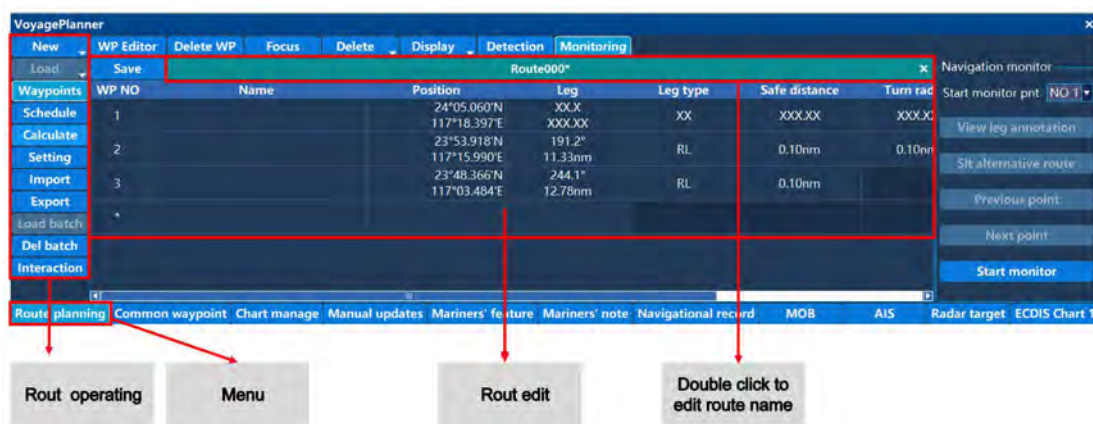 VoyagePlanner ×
New WP Editor Delete WP Focus Delete Display Detection Monitoring
Load Save Route000* × Navigation monitor
Waypoints WP NO Name Position Leg Leg type Safe distance Turn rad Start monitor pnt NO 1
Schedule 1 24°05.060'N XX.X XX XXX.XX XXX.X
117°18.397'E XXX.XX
Calculate View leg annotation
Setting 2 23°53.918'N 191.2° RL 0.10nm 0.10nm
117°15.990'E 11.33nm Slt alternative route
Import 3 23°48.366'N 244.1° RL 0.10nm
117°03.484'E 12.78nm
Export Previous point
Load batch *
Del batch Next point
Interaction Start monitor
Route planning Common waypoint Chart manage Manual updates Mariners' feature Mariners' note Navigational record MOB AIS Radar target ECDIS Chart 1
Rout operating Menu Rout edit Double click to
edit route name